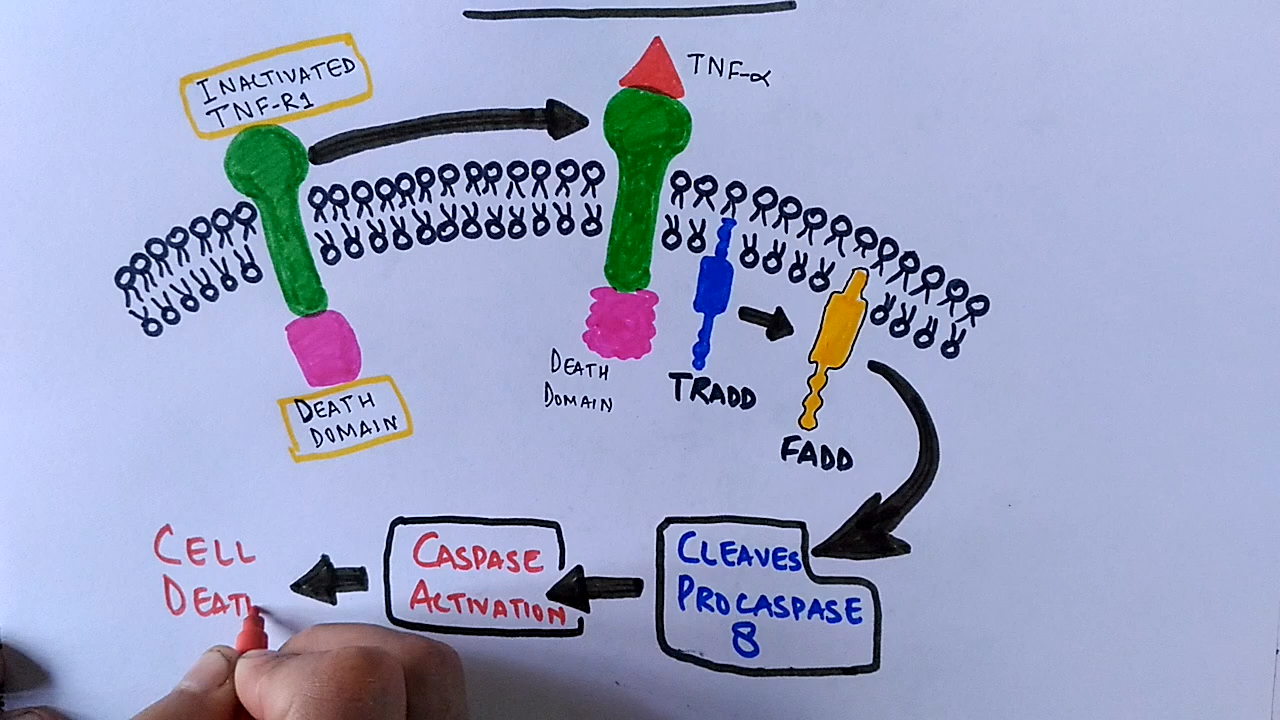 INACTIVATED
TNF-R1
TNF-α
DEATH
DOMAIN
DEATH
DOMAIN
TRADD
FADD
CLEAVES
PROCASPASE
8
CASPASE
ACTIVATION
CELL
DEATH